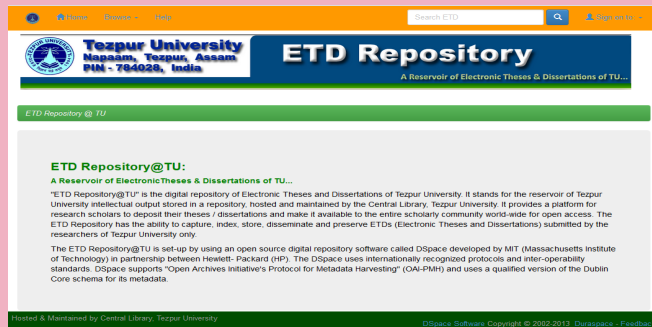 Home Browse Help Search ETD Sign on to:
Tezpur University
Napaam, Tezpur, Assam
PIN - 784028, India
ETD Repository
A Reservoir of Electronic Theses & Dissertations of TU...
ETD Repository @ TU
ETD Repository@TU:
A Reservoir of ElectronicTheses & Dissertations of TU...
"ETD Repository@TU" is the digital repository of Electronic Theses and Dissertations of Tezpur University. It stands for the reservoir of Tezpur
University intellectual output stored in a repository, hosted and maintained by the Central Library, Tezpur University. It provides a platform for
research scholars to deposit their theses / dissertations and make it available to the entire scholarly community world-wide for open access. The
ETD Repository has the ability to capture, index, store, disseminate and preserve ETDs (Electronic Theses and Dissertations) submitted by the
researchers of Tezpur University only.
The ETD Repository@TU is set-up by using an open source digital repository software called DSpace developed by MIT (Massachusetts Institute
of Technology) in partnership between Hewlett- Packard (HP). The DSpace uses internationally recognized protocols and inter-operability
standards. DSpace supports "Open Archives Initiative's Protocol for Metadata Harvesting" (OAI-PMH) and uses a qualified version of the Dublin
Core schema for its metadata.
Hosted & Maintained by Central Library, Tezpur University
DSpace Software Copyright © 2002-2013 Duraspace - Feedbac